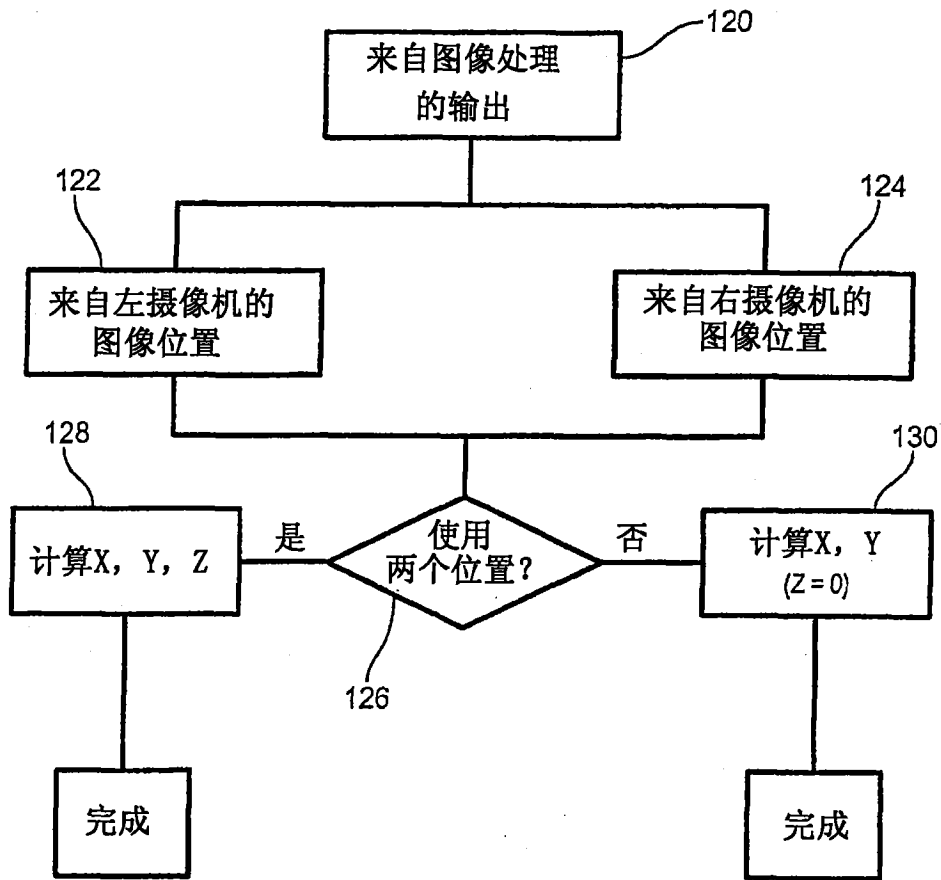 120
来自图像处理
的输出
122
124
来自左摄像机的
图像位置
来自右摄像机的
图像位置
128
130
计算X，Y，Z
是
使用
两个位置？
否
计算X，Y
(Z = 0)
126
完成
完成